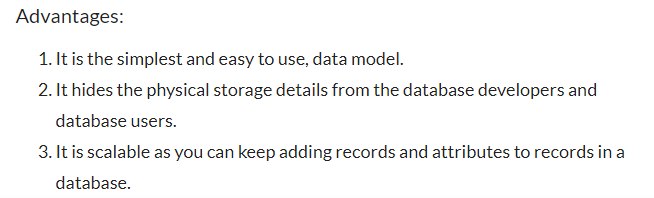 Advantages:
1. It is the simplest and easy to use, data model.
2. It hides the physical storage details from the database developers and
database users.
3. It is scalable as you can keep adding records and attributes to records in a
database.